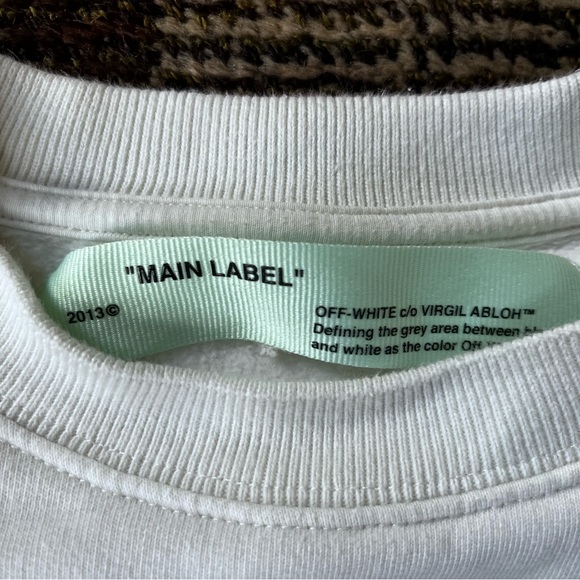 "MAIN LABEL"
2013©
OFF-WHITE c/o VIRGIL ABLOH™
Defining the grey area between
and white as the color